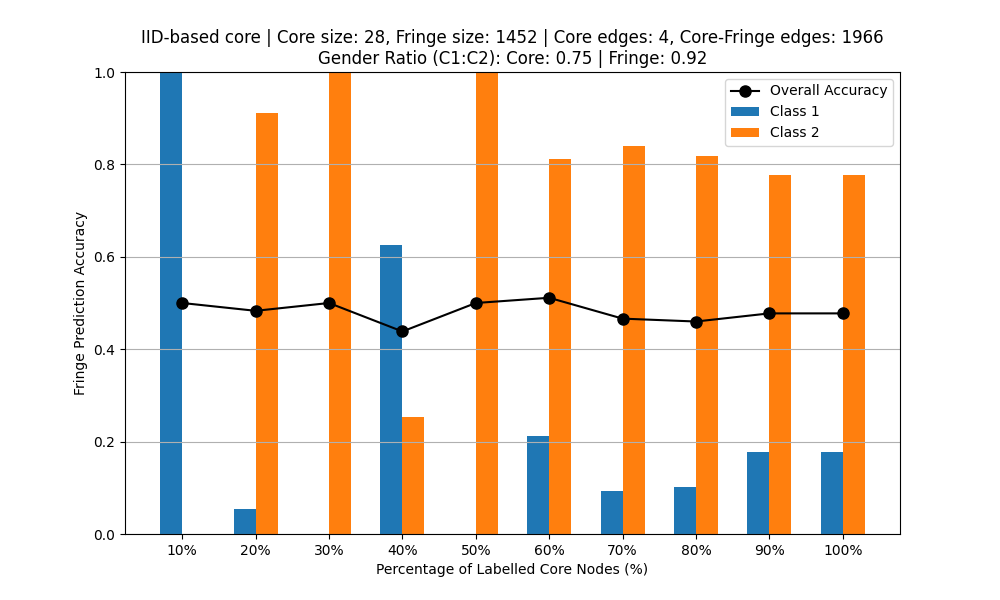 IID-based core | Core size: 28, Fringe size: 1452 | Core edges: 4, Core-Fringe edges: 1966
Gender Ratio (C1:C2): Core: 0.75 | Fringe: 0.92
Overall Accuracy
Class 1
Class 2
Fringe Prediction Accuracy
1.0
0.8
0.6
0.4
0.2
0.0
10% 20% 30% 40% 50% 60% 70% 80% 90% 100%
Percentage of Labelled Core Nodes (%)